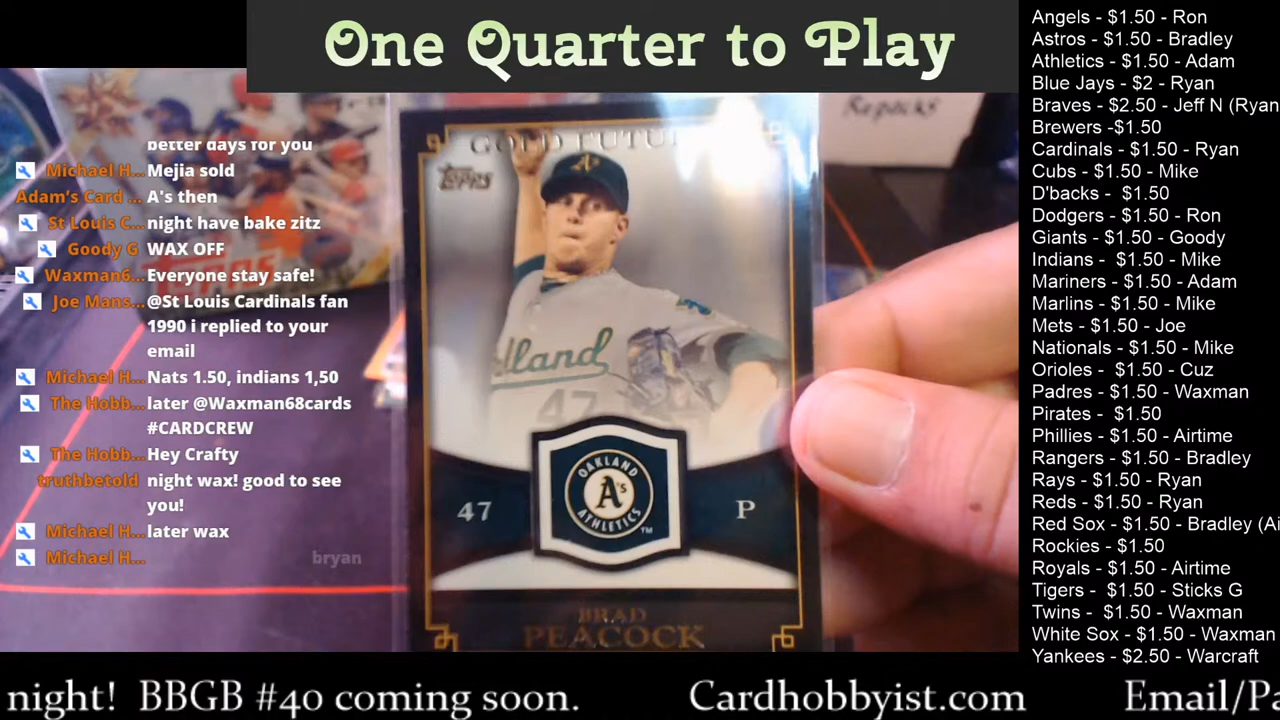 One Quarter to Play
Repacks
better days for you
Michael H... Mejia sold
Adam's Card ... A's then
St Louis C... night have bake zitz
Goody G WAX OFF
Waxman6... Everyone stay safe!
Joe Mans... @St Louis Cardinals fan
1990 i replied to your
email
Michael H... Nats 1.50, indians 1,50
The Hobb... later @Waxman68cards
#CARDCREW
The Hobb... Hey Crafty
truthbetold night wax! good to see
you!
Michael H... later wax
Michael H... bryan
GOLD FUTU
TOPPS
land
47
OAKLAND
A's
ATHLETICS
TM
47 P
BRAD
PEACOCK
Angels - $1.50 - Ron
Astros - $1.50 - Bradley
Athletics - $1.50 - Adam
Blue Jays - $2 - Ryan
Braves - $2.50 - Jeff N (Ryan
Brewers -$1.50
Cardinals - $1.50 - Ryan
Cubs - $1.50 - Mike
D'backs - $1.50
Dodgers - $1.50 - Ron
Giants - $1.50 - Goody
Indians - $1.50 - Mike
Mariners - $1.50 - Adam
Marlins - $1.50 - Mike
Mets - $1.50 - Joe
Nationals - $1.50 - Mike
Orioles - $1.50 - Cuz
Padres - $1.50 - Waxman
Pirates - $1.50
Phillies - $1.50 - Airtime
Rangers - $1.50 - Bradley
Rays - $1.50 - Ryan
Reds - $1.50 - Ryan
Red Sox - $1.50 - Bradley (Al
Rockies - $1.50
Royals - $1.50 - Airtime
Tigers - $1.50 - Sticks G
Twins - $1.50 - Waxman
White Sox - $1.50 - Waxman
Yankees - $2.50 - Warcraft
night! BBGB #40 coming soon. Cardhobbyist.com Email/Pa